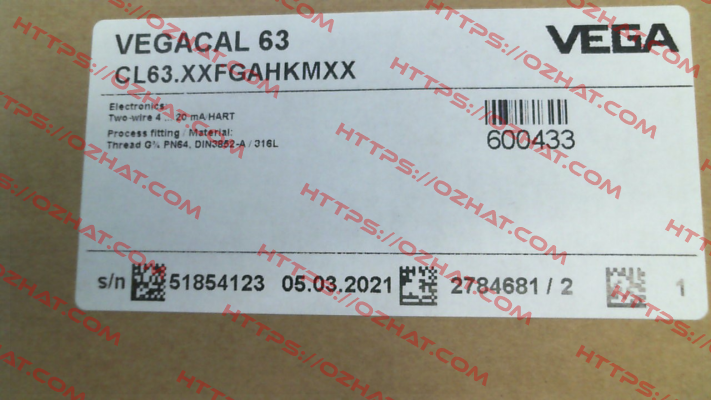 VEGACAL 63
VEGA
CL63.XXFGAHKMXX
Electronics:
Two-wire 4 ... 20 mA HART
Process fitting / Material:
Thread G¾ PN64, DIN3852-A / 316L
600433
s/n 51854123 05.03.2021 2784681 / 2 1
HTTPS://OZHAT.COM